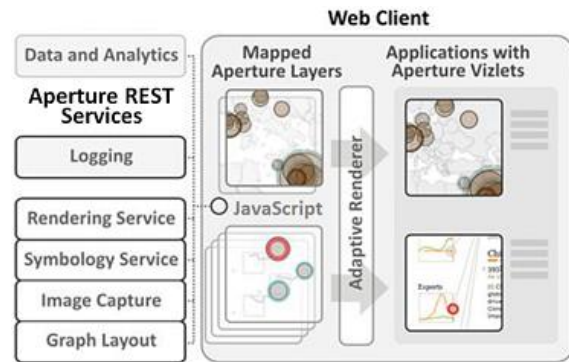 Web Client
Data and Analytics
Aperture REST
Services
Logging
Rendering Service
Symbology Service
Image Capture
Graph Layout
Mapped
Aperture Layers
JavaScript
Adaptive Renderer
Applications with
Aperture Vizlets
Exports